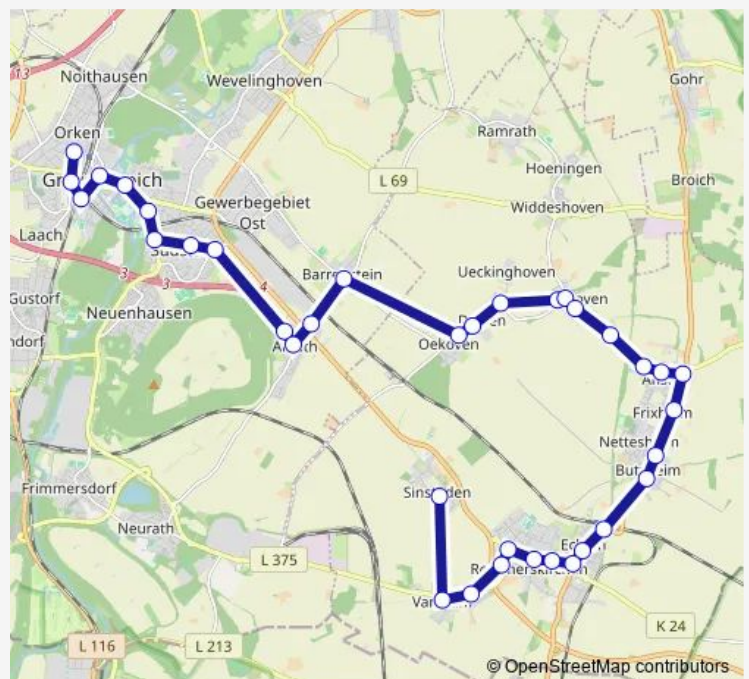 13
Noithausen
Wevelinghoven
Gohr
Orken
Ramrath
L 69
Hoeningen
Broich
Gewerbegebiet
Ost
Widdeshoven
Laach
3
3
4
Barrenstein
Ueckinghoven
Gustorf
Neuenhausen
Oekoven
Frixheim
Frimmersdorf
Sinsteden
Neurath
L 375
K 24
L 116
L 213
© OpenStreetMap contributors